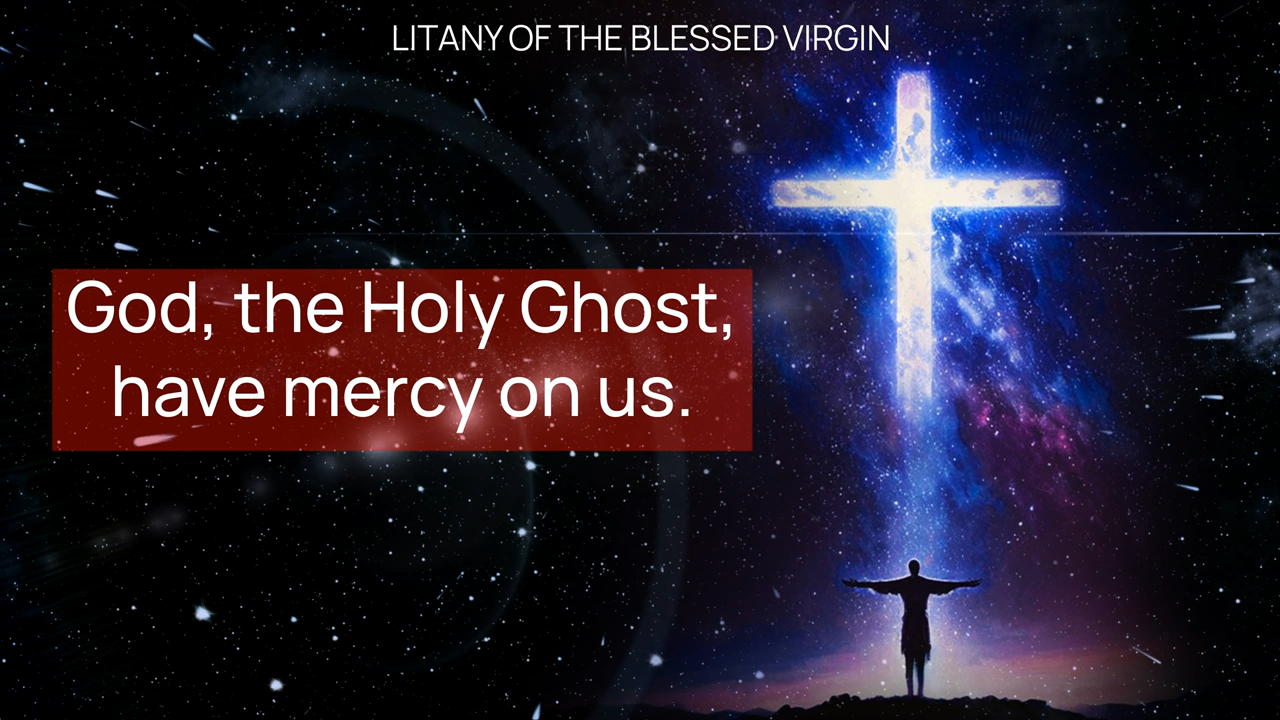 LITANY OF THE BLESSED VIRGIN
God, the Holy Ghost,
have mercy on us.